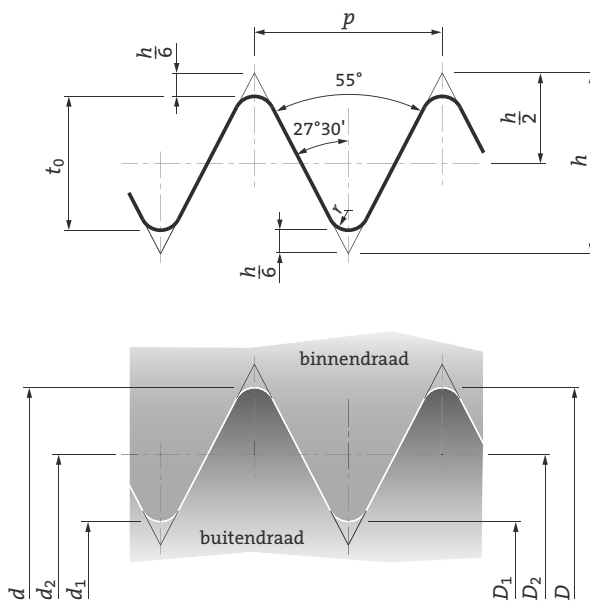 p
h/6
55°
27°30'
h/2
t₀
h
r
h/6
binnendraad
buitendraad
d
d₂
d₁
D₁
D₂
D